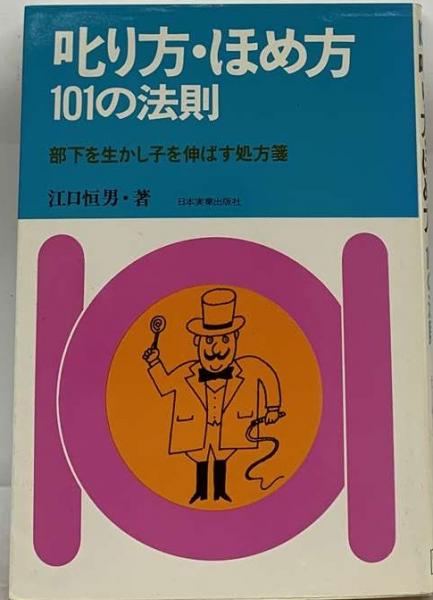 叱り方・ほめ方
101の法則
部下を生かし子を伸ばす処方箋
江口恒男・著
日本実業出版社